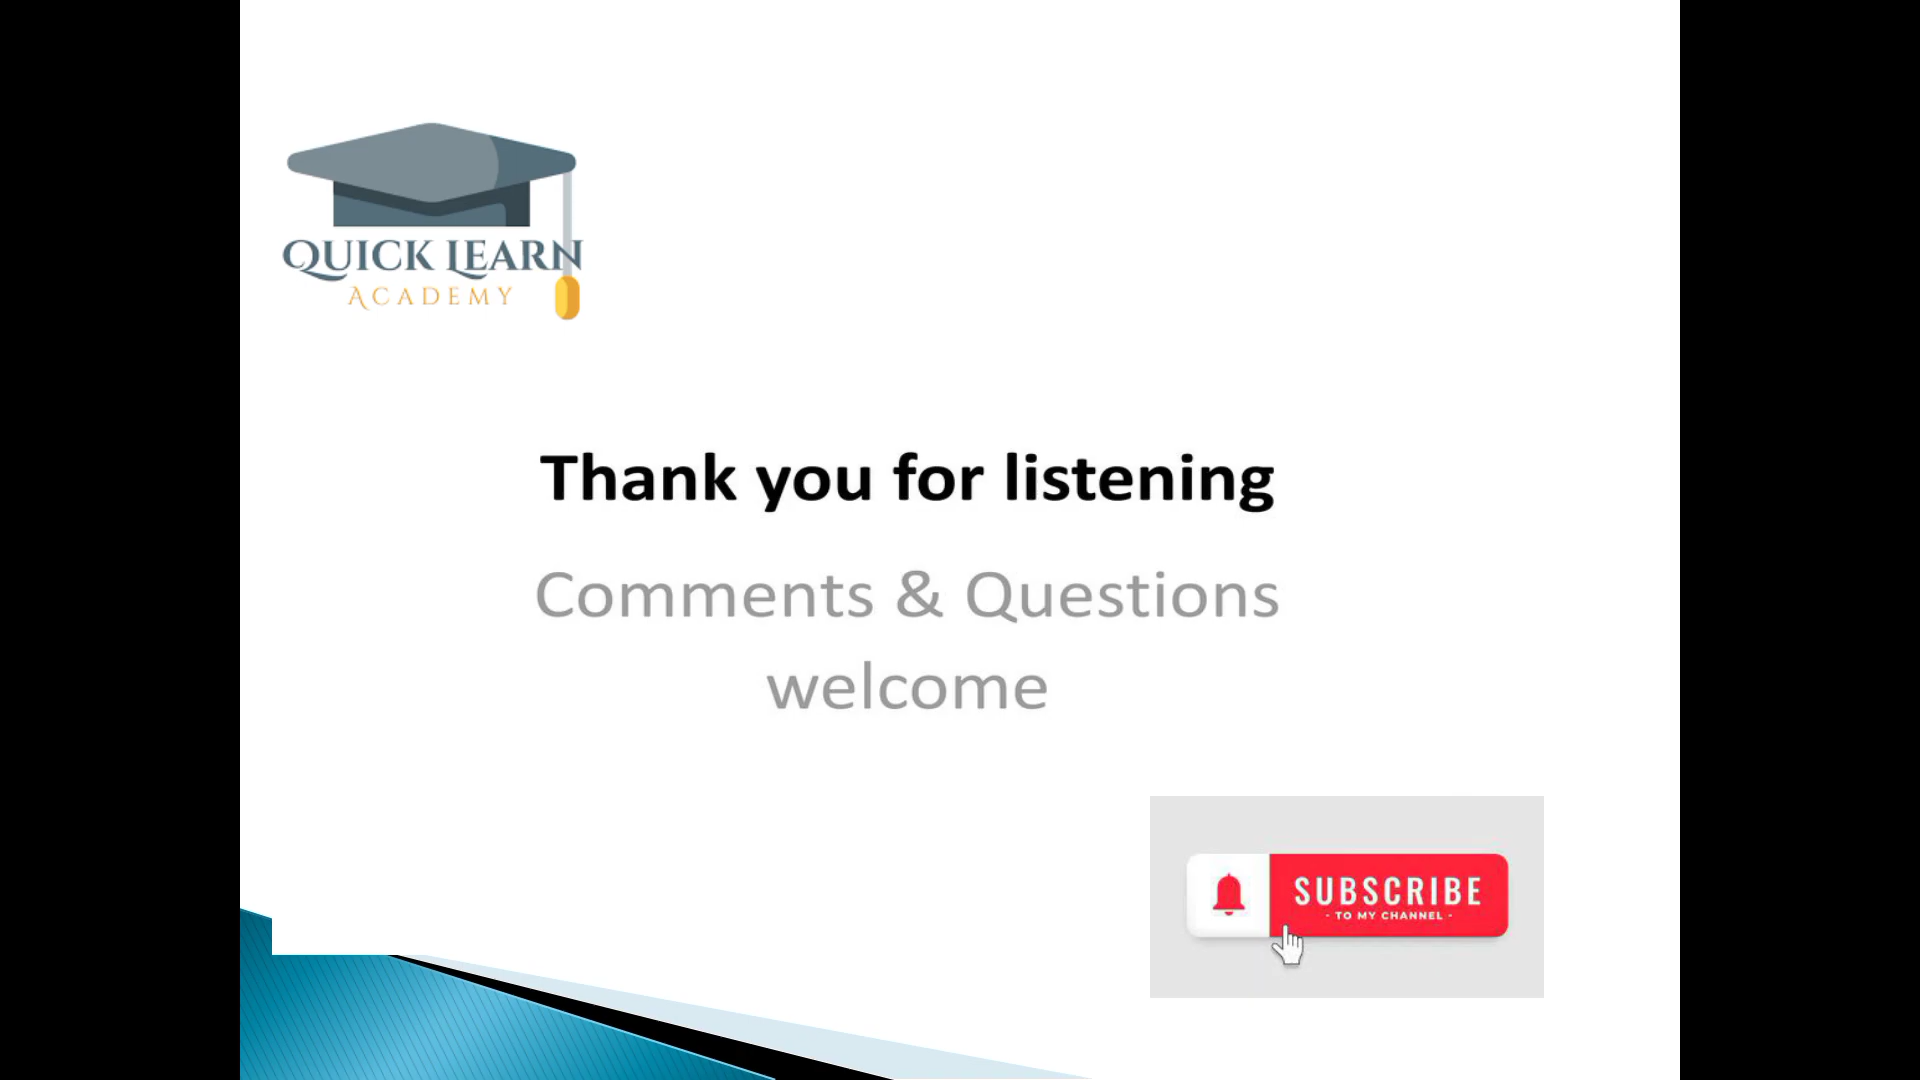 QUICK LEARN
ACADEMY
Thank you for listening
Comments & Questions
welcome
SUBSCRIBE
- TO MY CHANNEL -